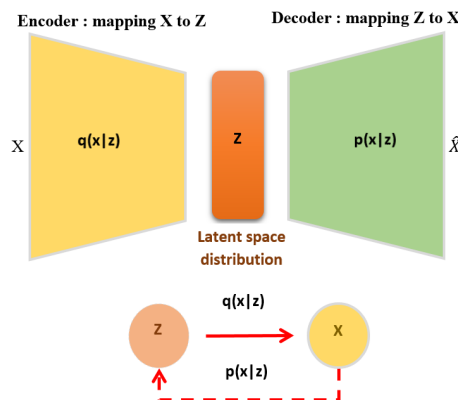 Encoder : mapping X to Z
Decoder : mapping Z to X
X
q(x|z)
Z
p(x|z)
X̂
Latent space
distribution
q(x|z)
Z
X
p(x|z)